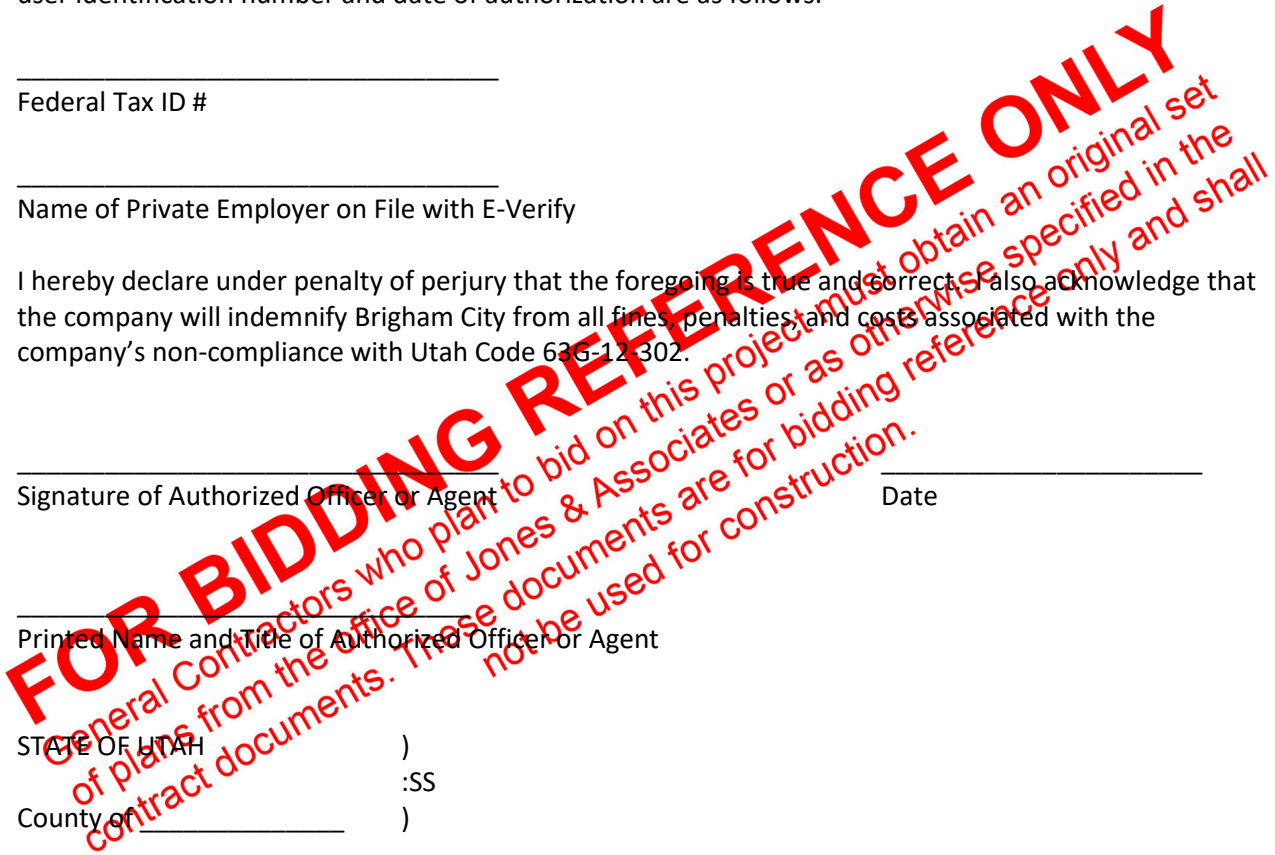 user identification number and date of authorization are as follows:
_________________________________
Federal Tax ID #
_________________________________
Name of Private Employer on File with E-Verify
I hereby declare under penalty of perjury that the foregoing is true and correct. I also acknowledge that
the company will indemnify Brigham City from all fines, penalties, and costs associated with the
company’s non-compliance with Utah Code 63G-12-302.
_________________________________ ______________________
Signature of Authorized Officer or Agent Date
_______________________________
Printed Name and Title of Authorized Officer or Agent
STATE OF UTAH )
:SS
County of ______________ )
FOR BIDDING REFERENCE ONLY
General Contractors who plan to bid on this project must obtain an original set
of plans from the office of Jones & Associates or as otherwise specified in the
contract documents. These documents are for bidding reference only and shall
not be used for construction.